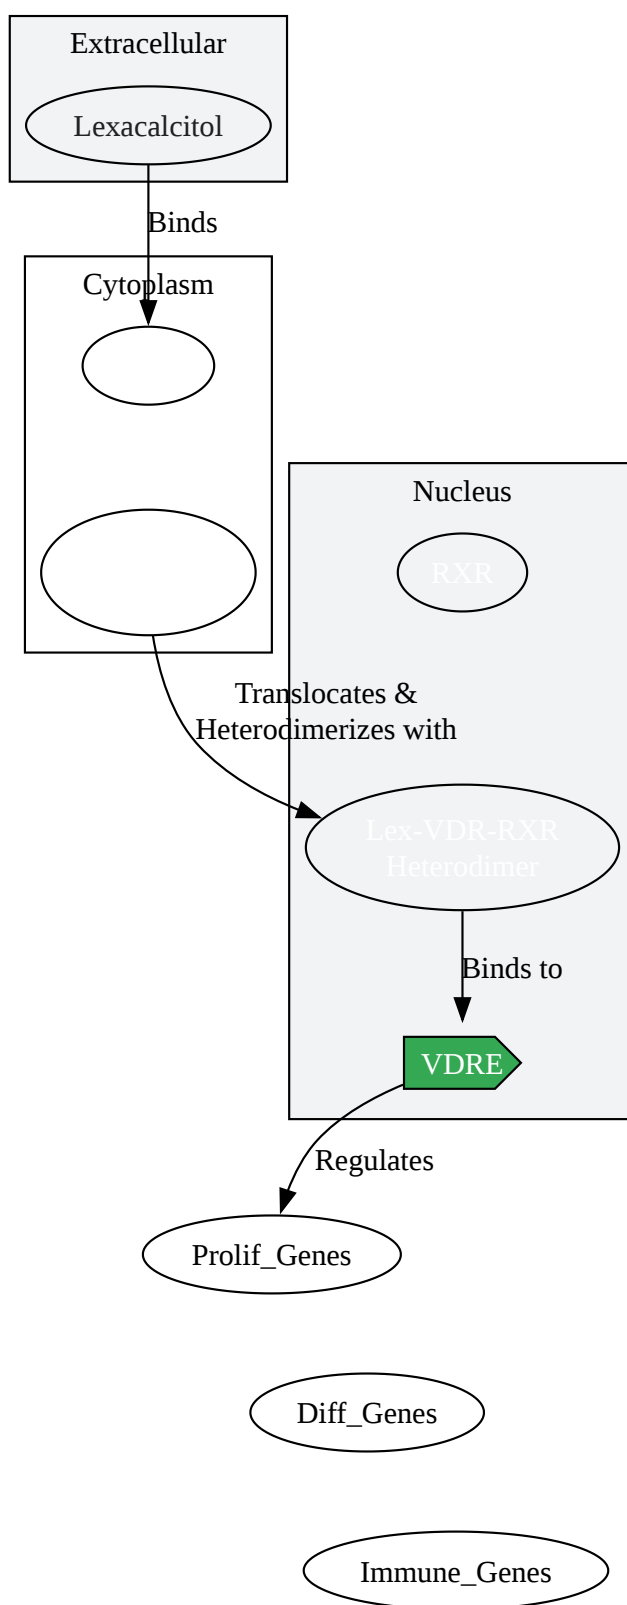 Extracellular
Lexacalcitol
Binds
Cytoplasm
Nucleus
RXR
Translocates &
Heterodimerizes with
Lex-VDR-RXR
Heterodimer
Binds to
VDRE
Regulates
Prolif_Genes
Diff_Genes
Immune_Genes